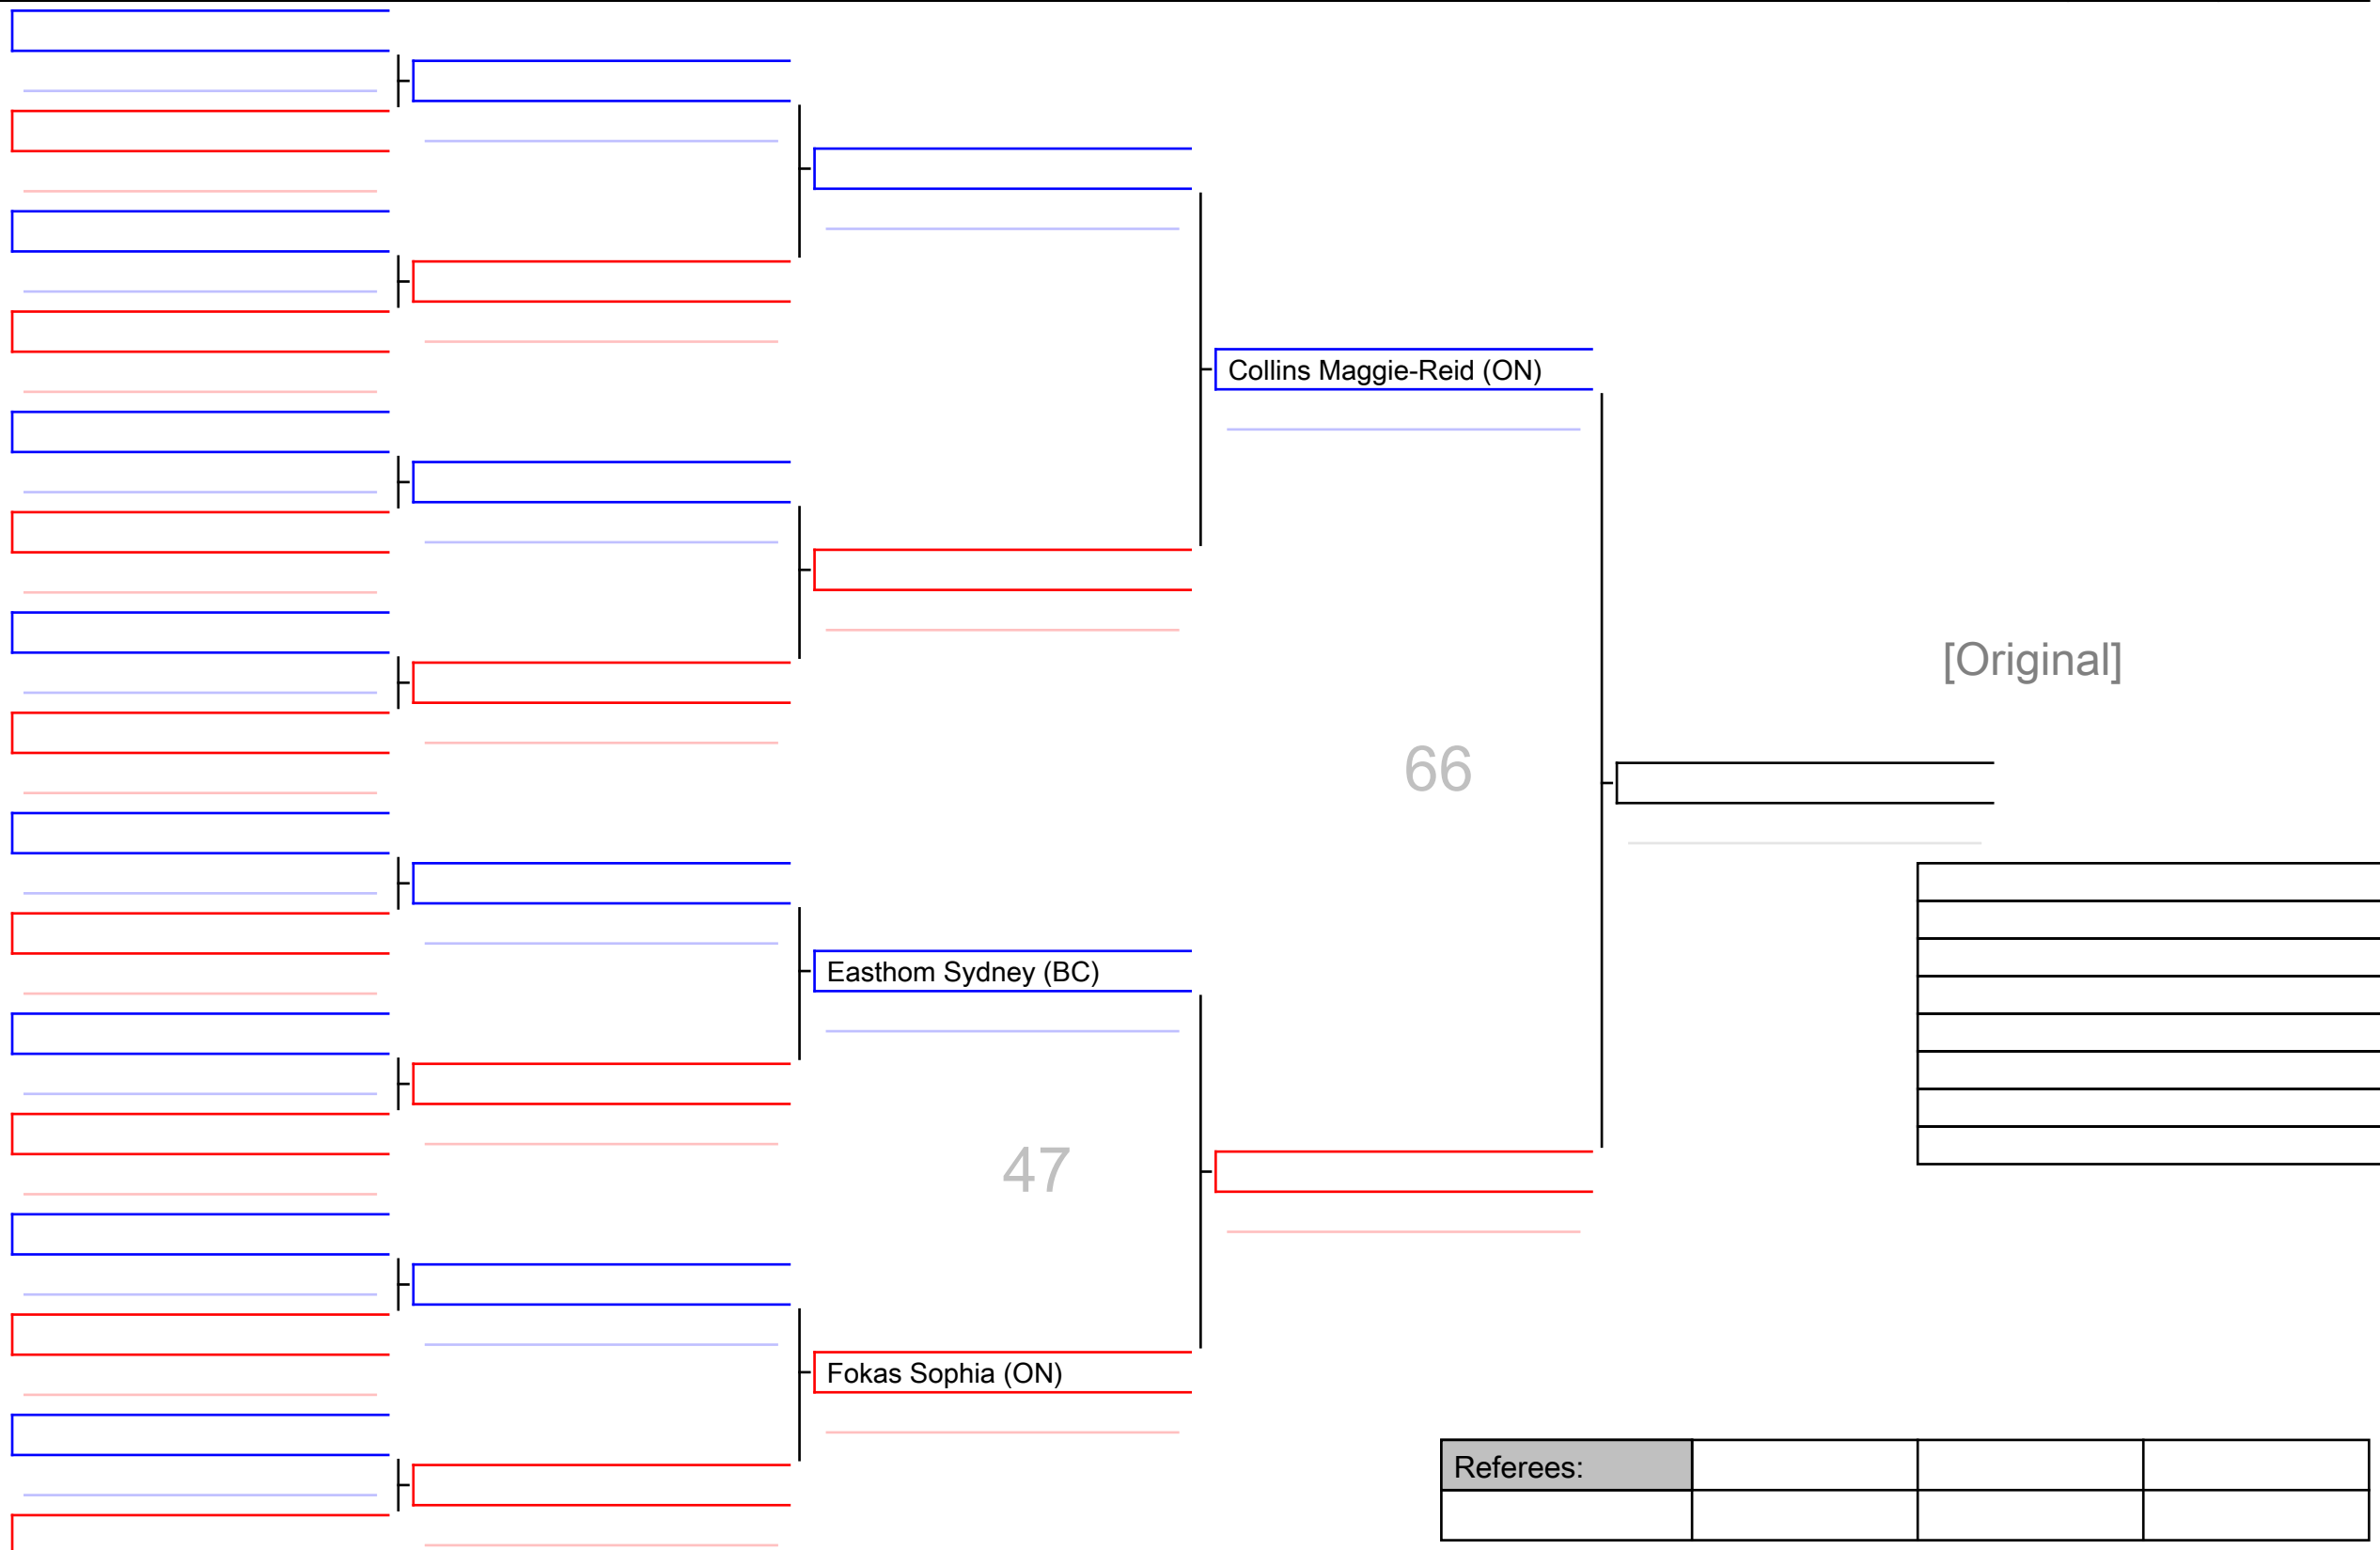 Collins Maggie-Reid (ON)
[Original]
66
Easthom Sydney (BC)
47
Fokas Sophia (ON)
Referees: